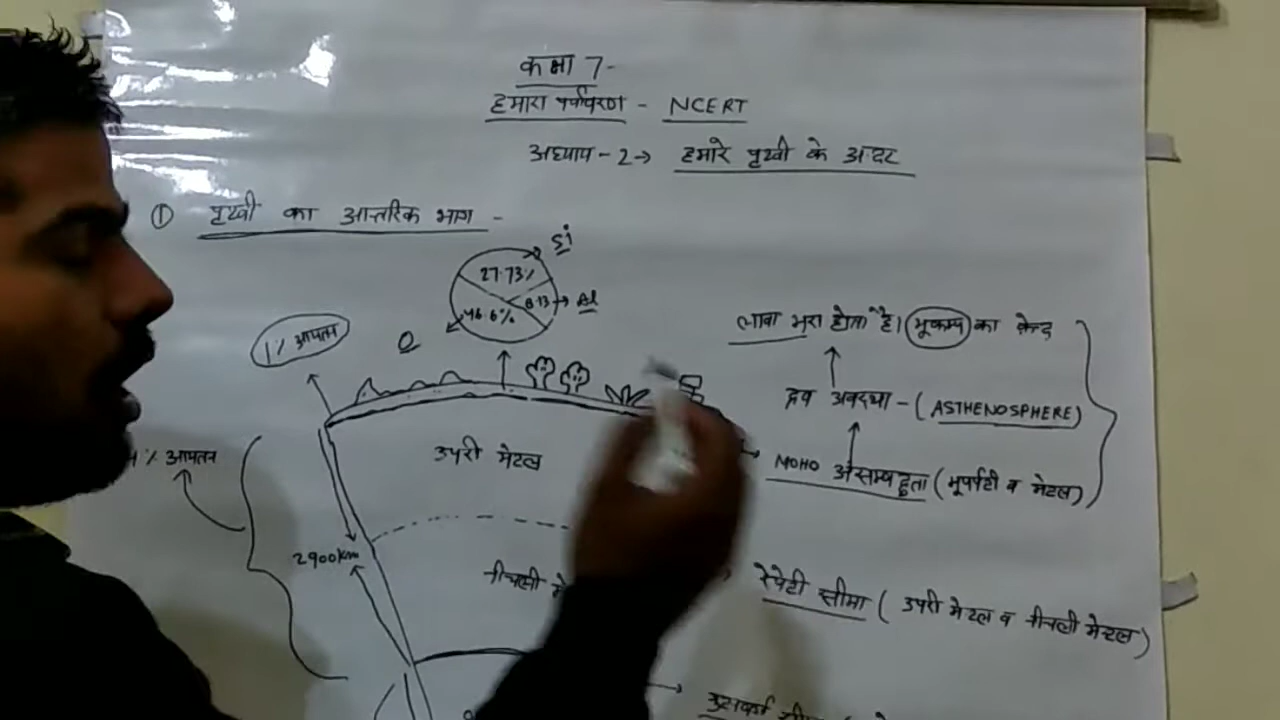 कक्षा 7-
हमारा पर्यावरण - NCERT
अध्याय - 2 → हमारे पृथ्वी के अन्दर
① पृथ्वी का आन्तरिक भाग -
Si
27.73%
8.13 → Al
46.6%
O
1% आयतन
लावा भरा होता है। भूकम्प का केन्द्र
द्रव अवस्था - (ASTHENOSPHERE)
उपरी मेंटल
MOHO असम्बद्धता (भूपर्पटी व मेंटल)
% आयतन
2900km
नीचली
रेपेटी सीमा ( उपरी मेंटल व नीचली मेंटल)